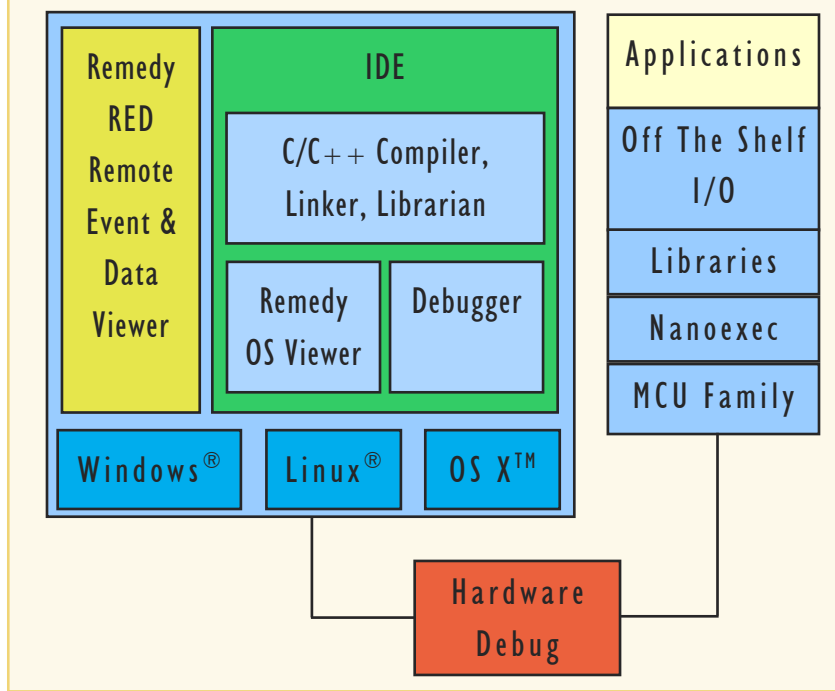 Remedy
RED
Remote
Event &
Data
Viewer
IDE
C/C++ Compiler,
Linker, Librarian
Remedy
OS Viewer
Debugger
Windows®
Linux®
OS X™
Applications
Off The Shelf
I/O
Libraries
Nanoexec
MCU Family
Hardware
Debug